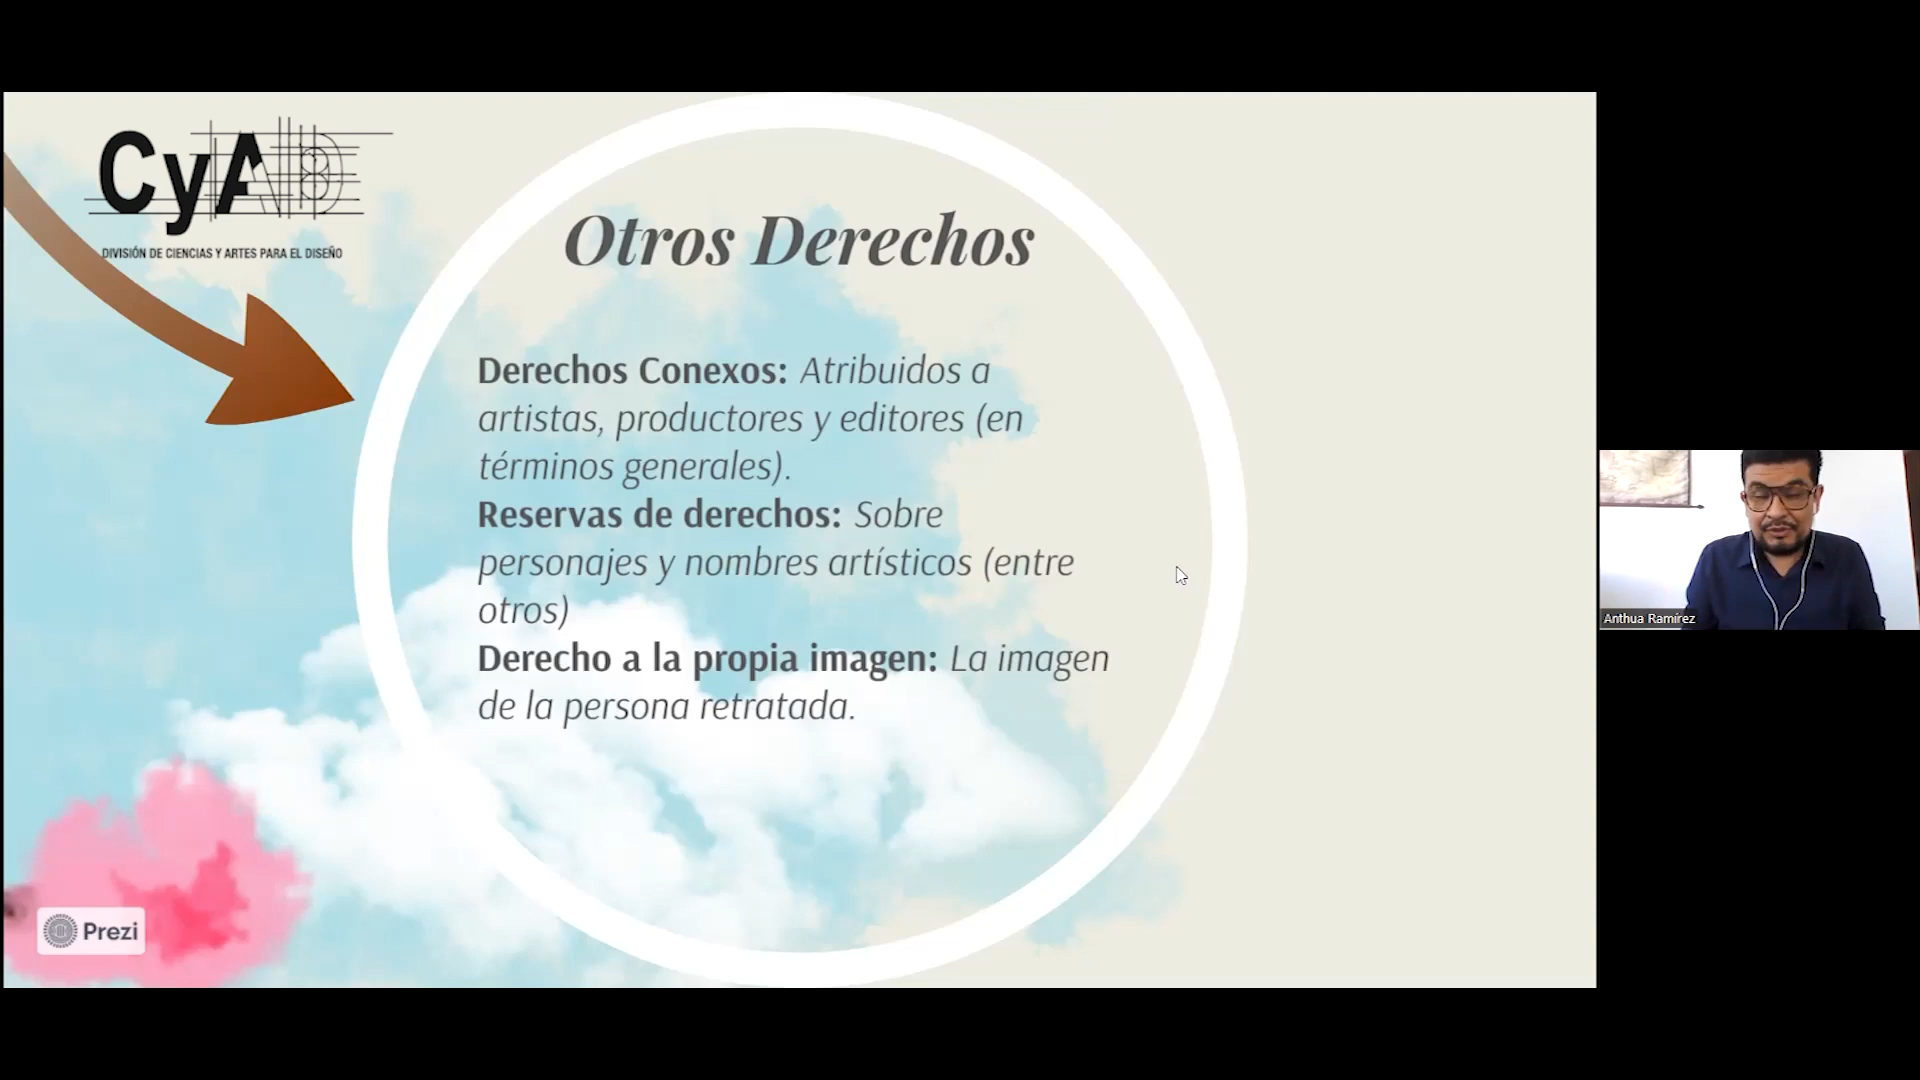 CyAD
DIVISIÓN DE CIENCIAS Y ARTES PARA EL DISEÑO
Otros Derechos
Derechos Conexos: Atribuidos a
artistas, productores y editores (en
términos generales).
Reservas de derechos: Sobre
personajes y nombres artísticos (entre
otros)
Derecho a la propia imagen: La imagen
de la persona retratada.
Prezi
Anthua Ramírez